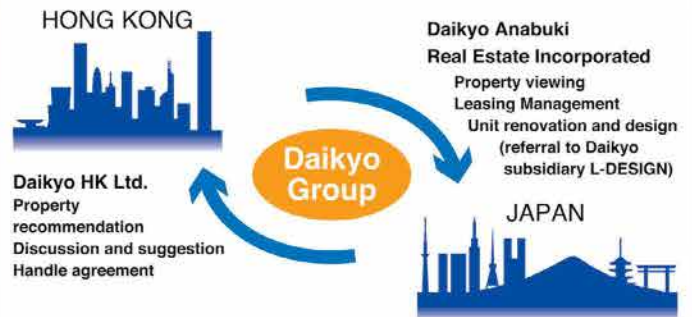 HONG KONG
Daikyo HK Ltd.
Property
recommendation
Discussion and suggestion
Handle agreement
Daikyo
Group
Daikyo Anabuki
Real Estate Incorporated
Property viewing
Leasing Management
Unit renovation and design
(referral to Daikyo
subsidiary L-DESIGN)
JAPAN